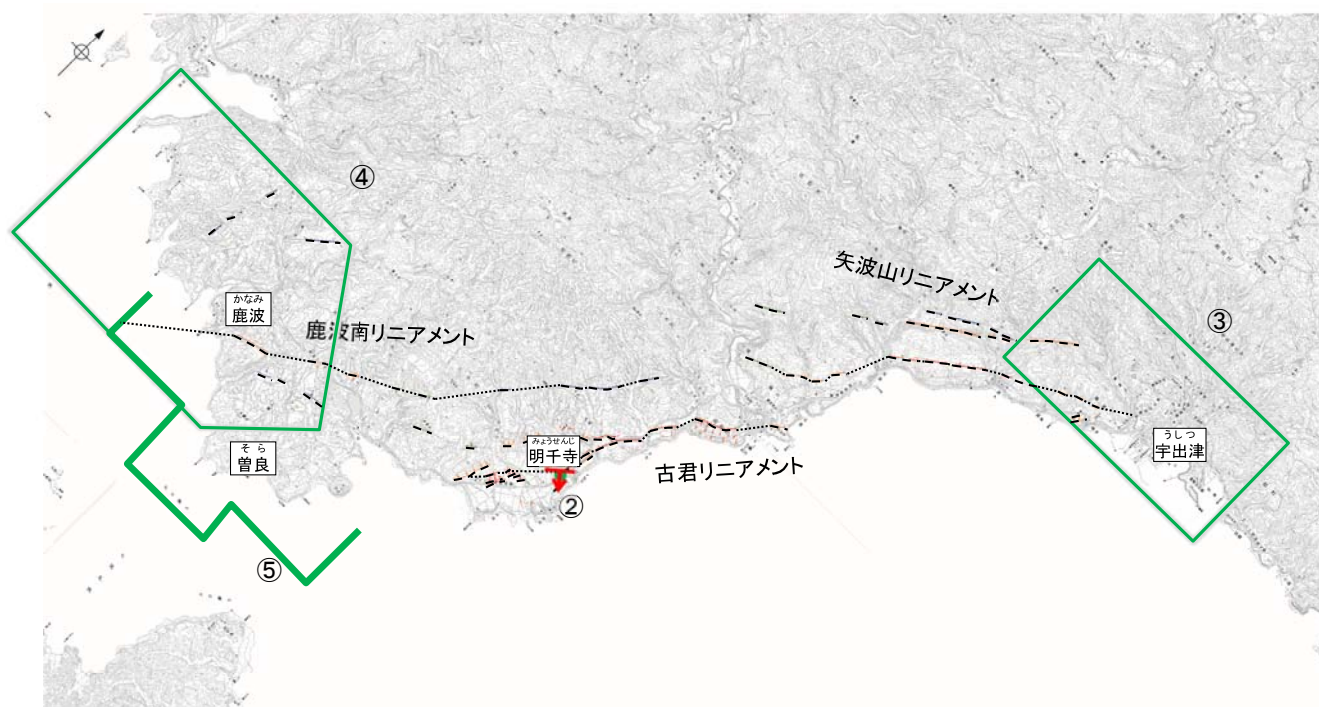 ④
矢波山リニアメント
③
かなみ
鹿波
鹿波南リニアメント
うしつ
宇出津
みょうせんじ
明千寺
そら
曽良
古君リニアメント
②
⑤